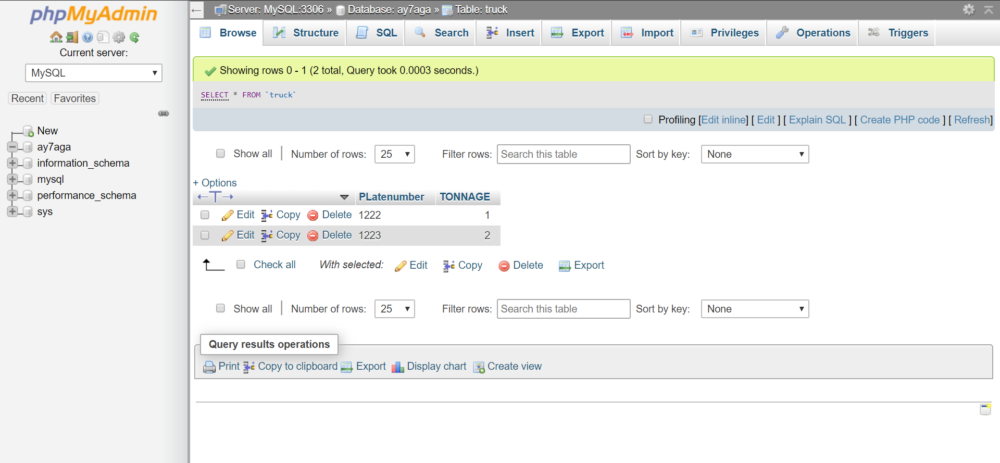 phpMyAdmin
Current server:
MySQL
Recent Favorites
New
ay7aga
information_schema
mysql
performance_schema
sys
Server: MySQL:3306 » Database: ay7aga » Table: truck
Browse Structure SQL Search Insert Export Import Privileges Operations Triggers
Showing rows 0 - 1 (2 total, Query took 0.0003 seconds.)
SELECT * FROM `truck`
Profiling [Edit inline] [ Edit ] [ Explain SQL ] [ Create PHP code ] [ Refresh]
Show all Number of rows: 25 Filter rows: Search this table Sort by key: None
+ Options
←T→ PLatenumber TONNAGE
Edit Copy Delete 1222 1
Edit Copy Delete 1223 2
Check all With selected: Edit Copy Delete Export
Show all Number of rows: 25 Filter rows: Search this table Sort by key: None
Query results operations
Print Copy to clipboard Export Display chart Create view